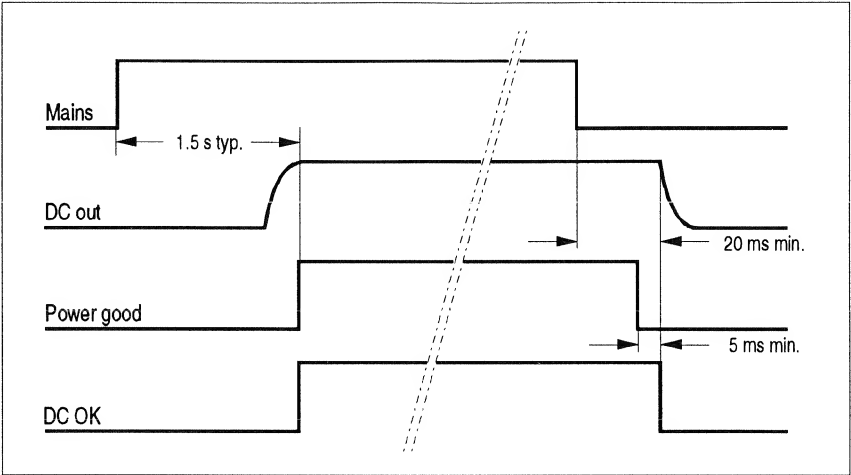 Mains
1.5 s typ.
DC out
20 ms min.
Power good
5 ms min.
DC OK